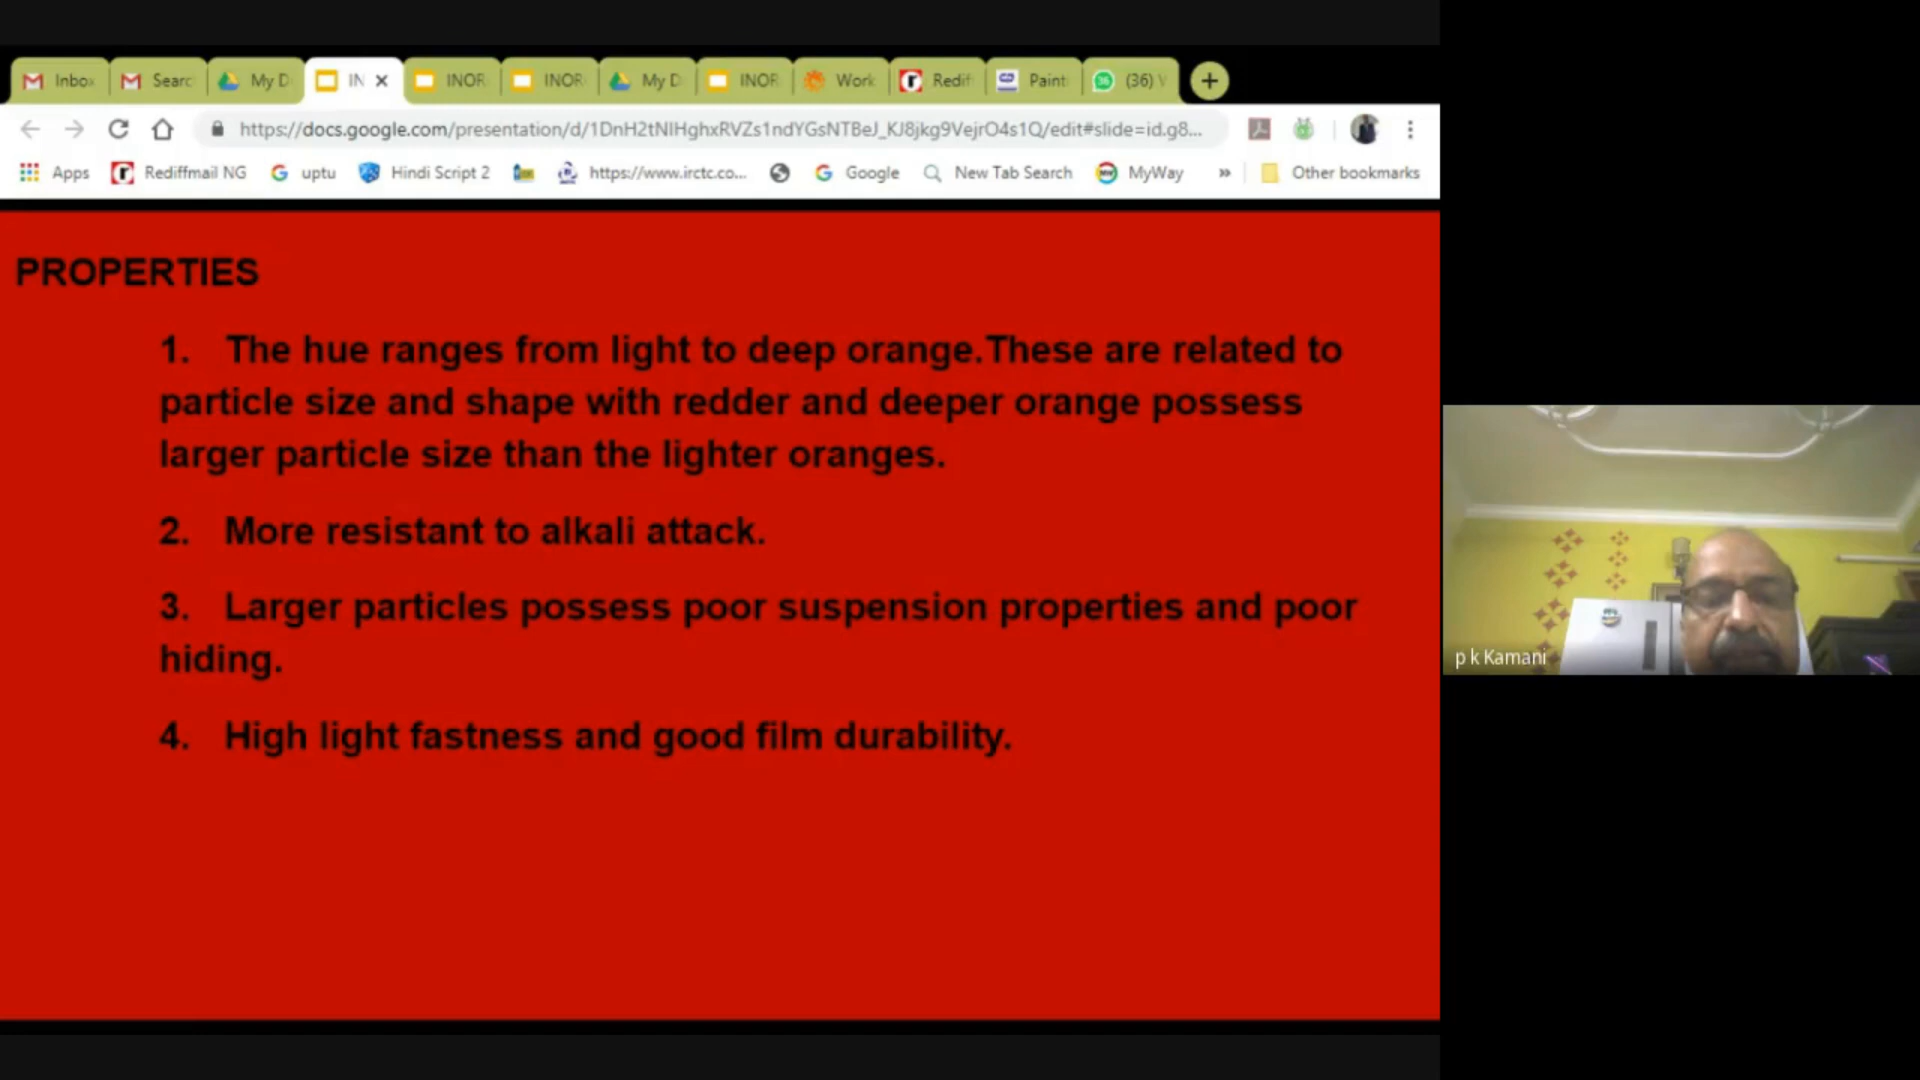 Inbox
Searc
My D
IN
INOR
INOR
My D
INOR
Work
Rediff
Paint
(36) V
https://docs.google.com/presentation/d/1DnH2tNIHghxRVZs1ndYGsNTBeJ_KJ8jkg9VejrO4s1Q/edit#slide=id.g8...
Apps
Rediffmail NG
uptu
Hindi Script 2
https://www.irctc.co...
Google
New Tab Search
MyWay
»
Other bookmarks
PROPERTIES
1. The hue ranges from light to deep orange.These are related to
particle size and shape with redder and deeper orange possess
larger particle size than the lighter oranges.
2. More resistant to alkali attack.
3. Larger particles possess poor suspension properties and poor
hiding.
4. High light fastness and good film durability.
p k Kamani